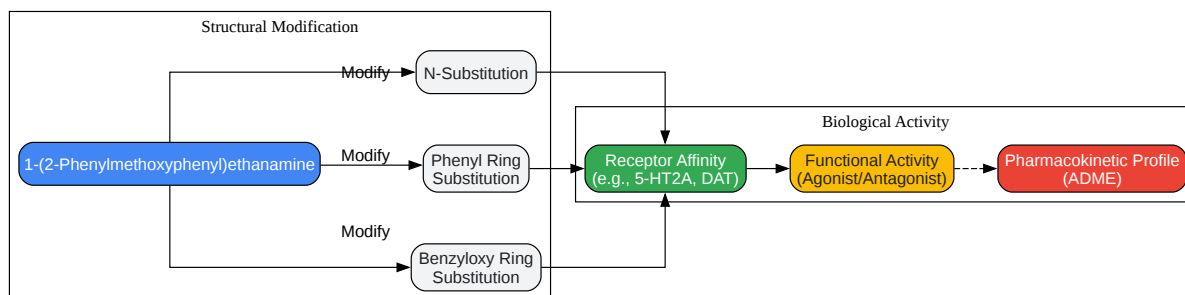 Structural Modification
Modify
N-Substitution
1-(2-Phenylmethoxyphenyl)ethanamine
Modify
Phenyl Ring
Substitution
Modify
Benzyloxy Ring
Substitution
Biological Activity
Receptor Affinity
(e.g., 5-HT2A, DAT)
Functional Activity
(Agonist/Antagonist)
Pharmacokinetic Profile
(ADME)